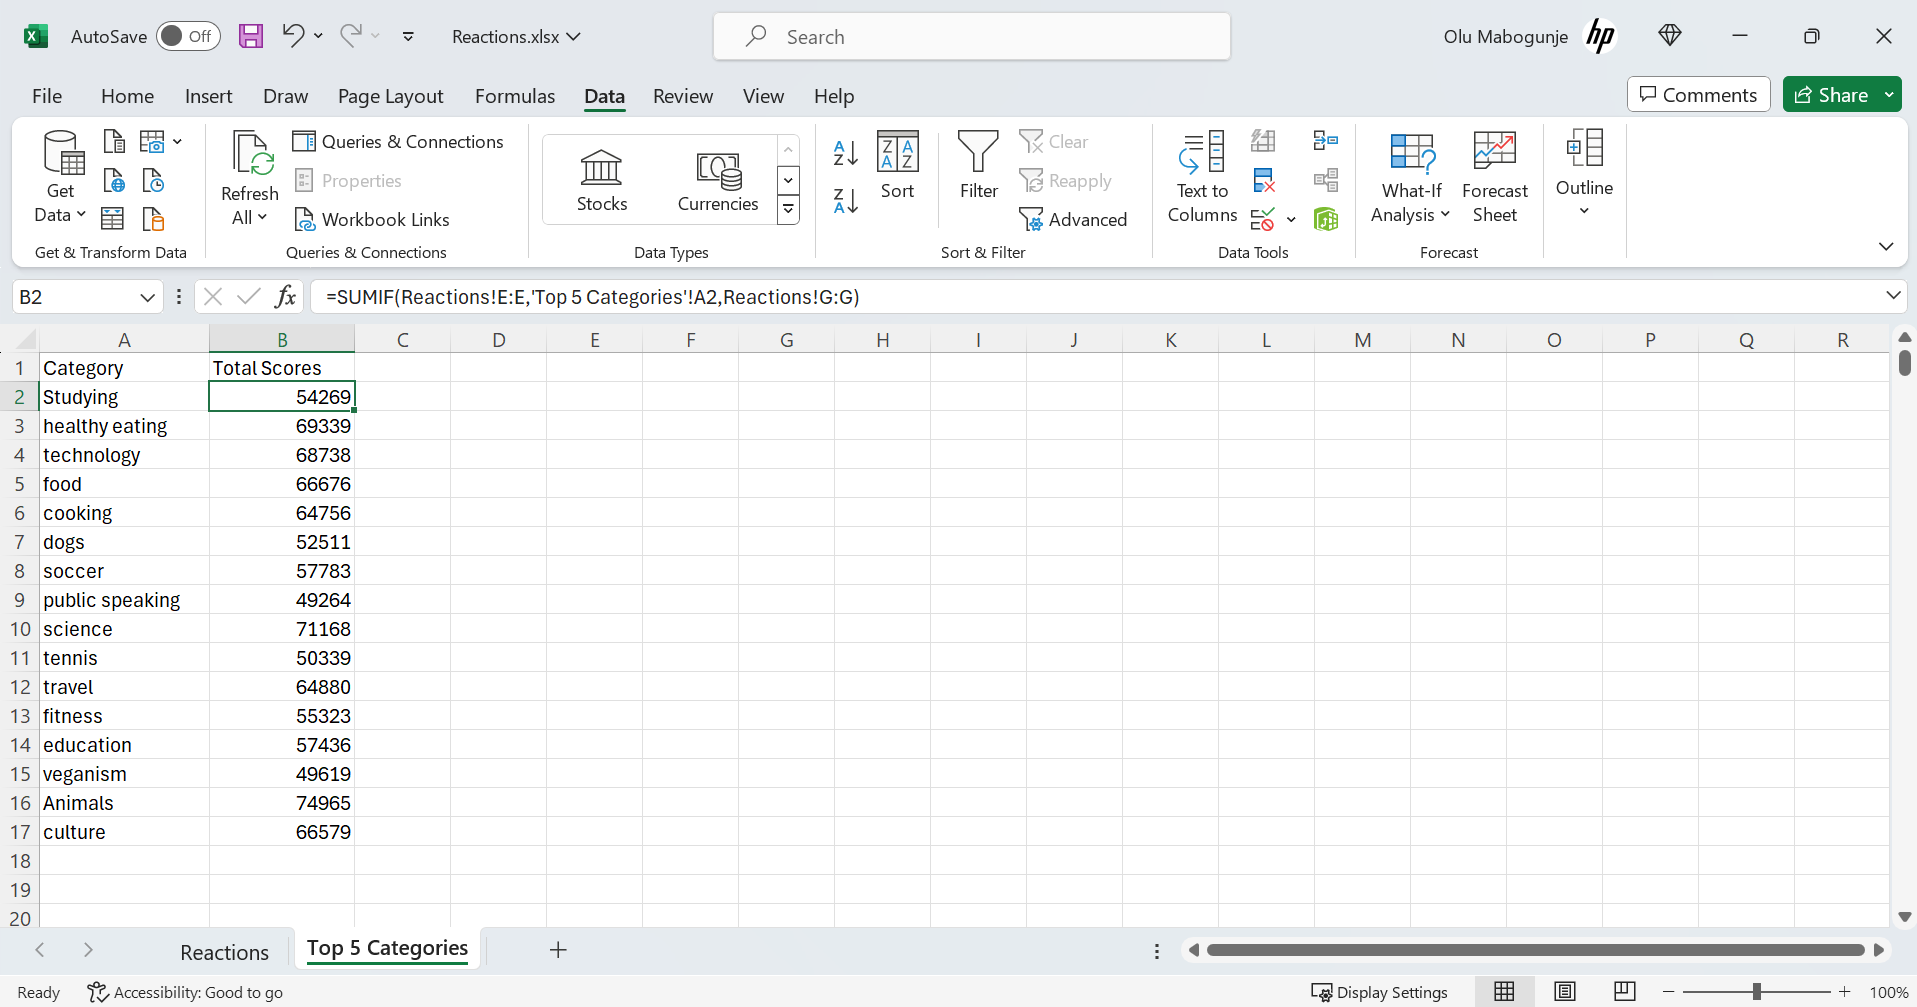 AutoSave Off Reactions.xlsx Search Olu Mabogunje hp
File Home Insert Draw Page Layout Formulas Data Review View Help Comments Share
Get Data
Refresh All
Queries & Connections
Properties
Workbook Links
Stocks Currencies
Sort
Filter
Clear
Reapply
Advanced
Text to Columns
What-If Analysis
Forecast Sheet
Outline
Get & Transform Data Queries & Connections Data Types Sort & Filter Data Tools Forecast
B2 fx =SUMIF(Reactions!E:E,'Top 5 Categories'!A2,Reactions!G:G)
A B C D E F G H I J K L M N O P Q R
1 Category Total Scores
2 Studying 54269
3 healthy eating 69339
4 technology 68738
5 food 66676
6 cooking 64756
7 dogs 52511
8 soccer 57783
9 public speaking 49264
10 science 71168
11 tennis 50339
12 travel 64880
13 fitness 55323
14 education 57436
15 veganism 49619
16 Animals 74965
17 culture 66579
18
19
20
Reactions Top 5 Categories
Ready Accessibility: Good to go Display Settings 100%